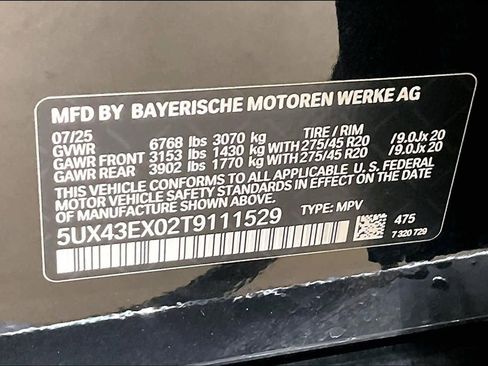 MFD BY BAYERISCHE MOTOREN WERKE AG
07/25 TIRE / RIM
GVWR 6768 lbs 3070 kg
GAWR FRONT 3153 lbs 1430 kg WITH 275/45 R20 /9.0Jx 20
GAWR REAR 3902 lbs 1770 kg WITH 275/45 R20 /9.0Jx 20
THIS VEHICLE CONFORMS TO ALL APPLICABLE U.S. FEDERAL
MOTOR VEHICLE SAFETY STANDARDS IN EFFECT ON THE DATE OF
MANUFACTURE SHOWN ABOVE.
5UX43EX02T9111529 TYPE: MPV
475
7 320 729